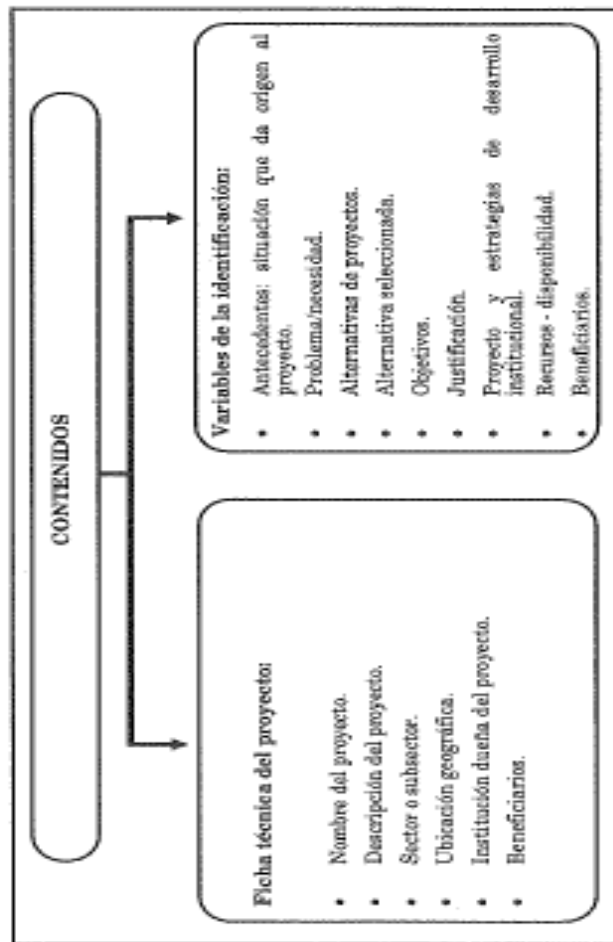 CONTENIDOS
Ficha técnica del proyecto:
• Nombre del proyecto.
• Descripción del proyecto.
• Sector o subsector.
• Ubicación geográfica.
• Institución dueña del proyecto.
• Beneficiarios.
Variables de la identificación:
• Antecedentes: situación que da origen al
proyecto.
• Problema/necesidad.
• Alternativas de proyectos.
• Alternativa seleccionada.
• Objetivos.
• Justificación.
• Proyecto y estrategias de desarrollo
institucional.
• Recursos - disponibilidad.
• Beneficiarios.